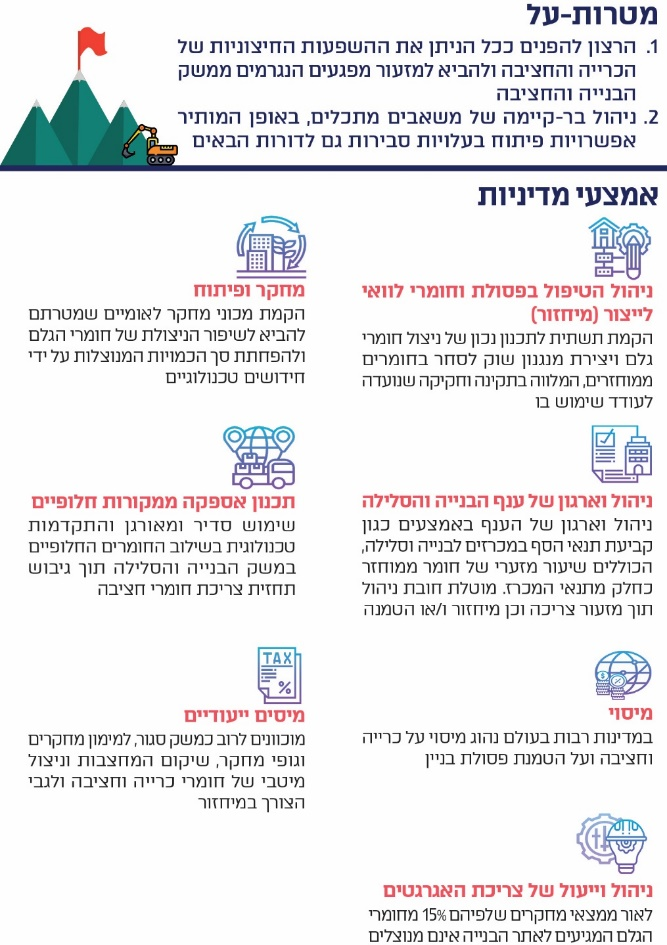 מטרות-על
1. הרצון להפנים ככל הניתן את ההשפעות החיצוניות של
הכרייה והחציבה ולהביא למזעור מפגעים הנגרמים ממשק
הבנייה והחציבה
2. ניהול בר-קיימה של משאבים מתכלים, באופן המותיר
אפשרויות פיתוח בעלויות סבירות גם לדורות הבאים
אמצעי מדיניות
ניהול הטיפול בפסולת וחומרי לוואי
לייצור (מיחזור)
הקמת תשתית לתכנון נכון של ניצול חומרי
גלם ויצירת מנגנון שוק לסחר בחומרים
ממוחזרים, המלווה בתקינה וחקיקה שנועדה
לעודד שימוש בו
מחקר ופיתוח
הקמת מכוני מחקר לאומיים שמטרתם
להביא לשיפור הניצולת של חומרי הגלם
ולהפחתת סך הכמויות המנוצלות על ידי
חידושים טכנולוגיים
ניהול וארגון של ענף הבנייה והסלילה
ניהול וארגון של הענף באמצעים כגון
קביעת תנאי הסף במכרזים לבנייה וסלילה,
הכוללים שיעור מזערי של חומר ממוחזר
כחלק מתנאי המכרז. מוטלת חובת ניהול
תוך מזעור צריכה וכן מיחזור ו/או הטמנה
תכנון אספקה ממקורות חלופיים
שימוש סדיר ומאורגן והתקדמות
טכנולוגית בשילוב החומרים החלופיים
במשק הבנייה והסלילה תוך גיבוש
תחזית צריכת חומרי חציבה
מיסוי
במדינות רבות בעולם נהוג מיסוי על כרייה
וחציבה ועל הטמנת פסולת בניין
TAX
%
מיסים ייעודיים
מוכוונים לרוב כמשק סגור, למימון מחקרים
וגופי מחקר, שיקום המחצבות וניצול
מיטבי של חומרי כרייה וחציבה ולגבי
הצורך במיחזור
ניהול וייעול של צריכת האגרגטים
לאור ממצאי מחקרים שלפיהם 15% מחומרי
הגלם המגיעים לאתר הבנייה אינם מנוצלים